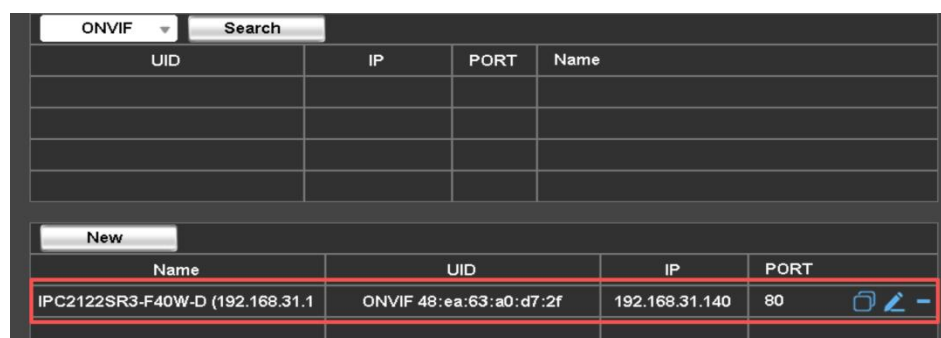 ONVIF Search
UID IP PORT Name
New
Name UID IP PORT
IPC2122SR3-F40W-D (192.168.31.1 ONVIF 48:ea:63:a0:d7:2f 192.168.31.140 80